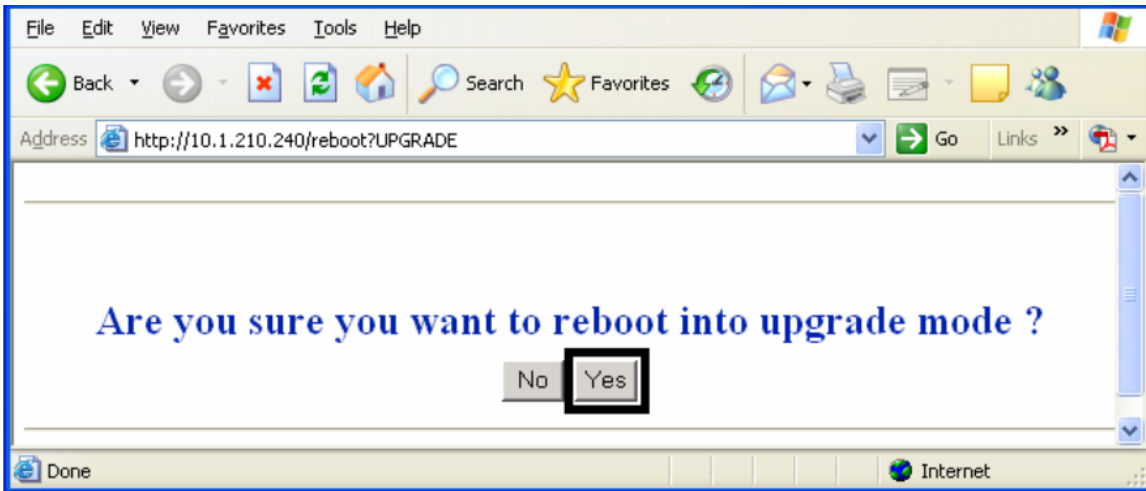 File Edit View Favorites Tools Help
Back Search Favorites
Address http://10.1.210.240/reboot?UPGRADE Go Links »
Are you sure you want to reboot into upgrade mode ?
No Yes
Done Internet